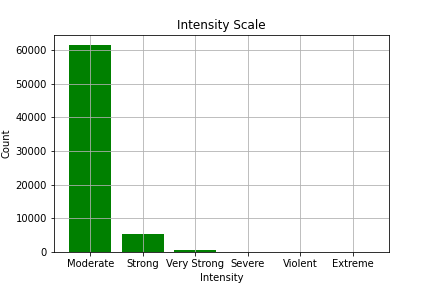 Intensity Scale
60000
50000
40000
30000
20000
10000
0
Count
Moderate Strong Very Strong Severe Violent Extreme
Intensity